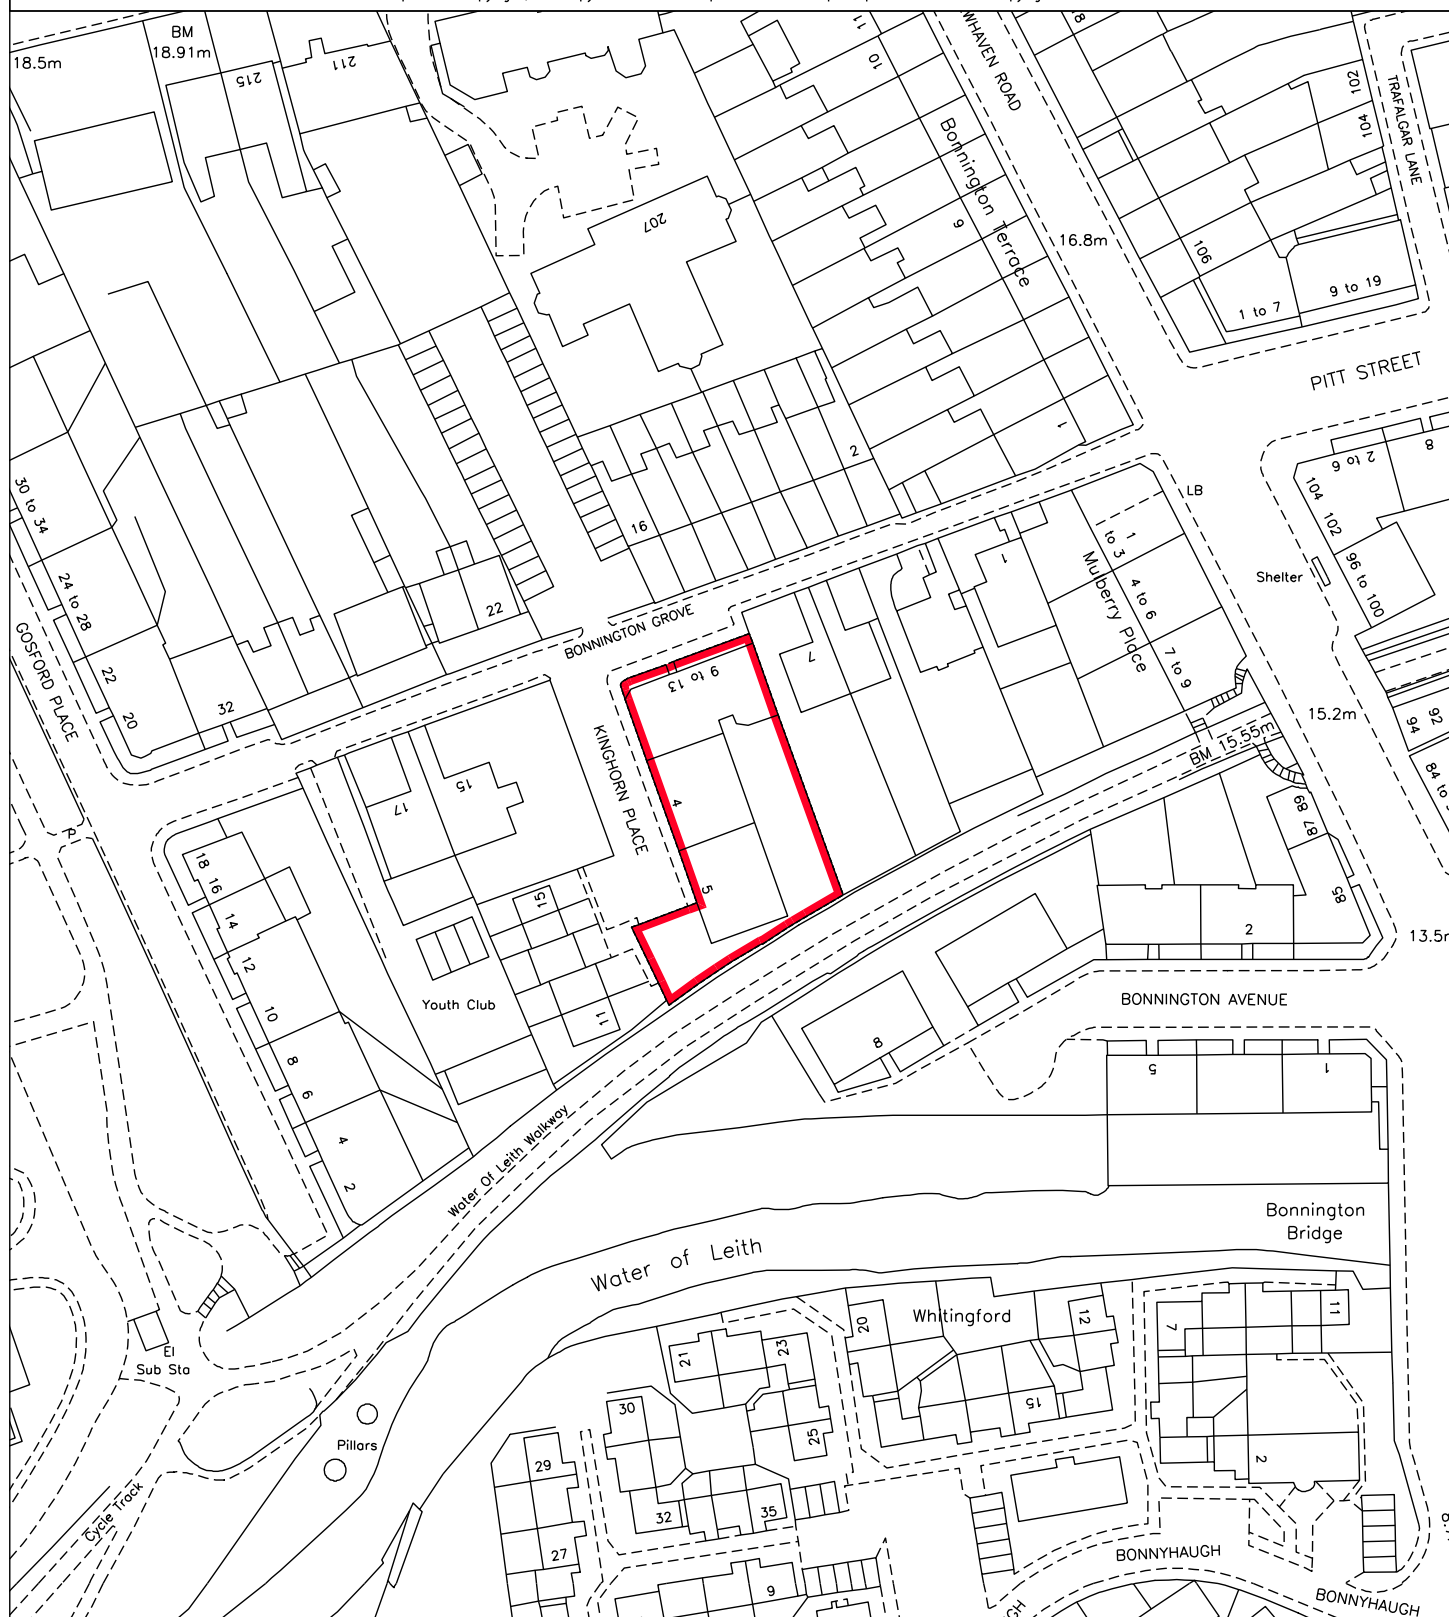 BM
18.91m
18.5m
215
211
207
11
10
WHAVEN ROAD
Bonnington Terrace
9
16.8m
8
102
104
TRAFALGAR LANE
106
1 to 7
9 to 19
PITT STREET
1
2
16
22
30 to 34
24 to 28
22
20
GOSFORD PLACE
32
BONNINGTON GROVE
9 to 13
KINGHORN PLACE
4
5
7
1
LB
1
to 3
4 to 6
7 to 9
Mulberry Place
Shelter
104
102
96 to 100
2 to 6
8
15.2m
92
94
84 to
BM 15.55m
89
87
85
13.5m
2
BONNINGTON AVENUE
17
15
15
11
Youth Club
18
16
14
12
10
8
6
4
2
8
5
1
Water Of Leith Walkway
Water of Leith
Bonnington
Bridge
El
Sub Sta
Pillars
Cycle Track
Whitingford
20
12
15
21
23
25
30
32
35
29
27
9
7
11
2
BONNYHAUGH
BONNYHAUGH
GH